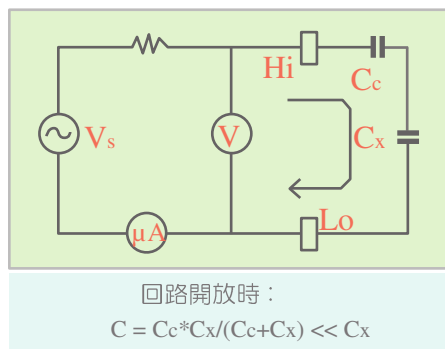 Hi
Cc
Vs
V
Cx
μA
Lo
回路開放時：
C = Cc*Cx/(Cc+Cx) << Cx